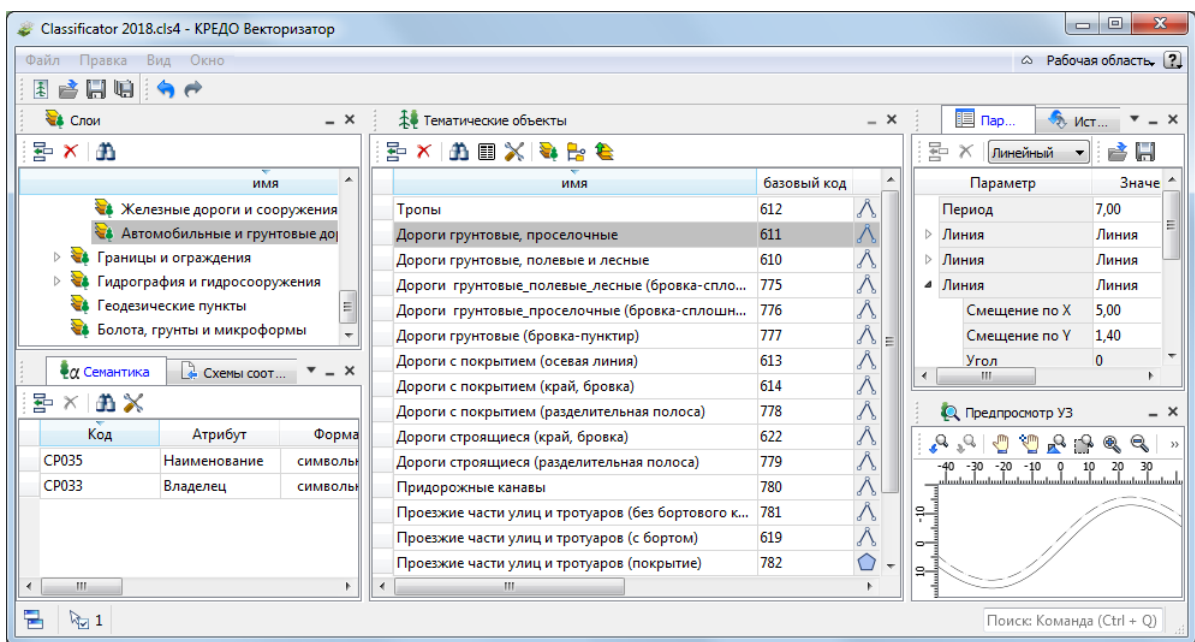 Classificator 2018.cls4 - КРЕДО Векторизатор
Файл Правка Вид Окно
Рабочая область
Слои
имя
Железные дороги и сооружения
Автомобильные и грунтовые
Границы и ограждения
Гидрография и гидросооружения
Геодезические пункты
Болота, грунты и микроформы
α Семантика
Схемы соот...
Код Атрибут Форма
CP035 Наименование символьн
CP033 Владелец символьн
Тематические объекты
имя базовый код
Тропы 612
Дороги грунтовые, проселочные 611
Дороги грунтовые, полевые и лесные 610
Дороги грунтовые_полевые_лесные (бровка-спло... 775
Дороги грунтовые_проселочные (бровка-сплошн... 776
Дороги грунтовые (бровка-пунктир) 777
Дороги с покрытием (осевая линия) 613
Дороги с покрытием (край, бровка) 614
Дороги с покрытием (разделительная полоса) 778
Дороги строящиеся (край, бровка) 622
Дороги строящиеся (разделительная полоса) 779
Придорожные канавы 780
Проезжие части улиц и тротуаров (без бортового к... 781
Проезжие части улиц и тротуаров (с бортом) 619
Проезжие части улиц и тротуаров (покрытие) 782
Пар...
Ист...
Линейный
Параметр Значе
Период 7,00
Линия Линия
Линия Линия
Линия Линия
Смещение по X 5,00
Смещение по Y 1,40
Угол 0
Предпросмотр УЗ
»
-40 -30 -20 -10 0 10 20 30
-10
0
10
1
Поиск: Команда (Ctrl + Q)